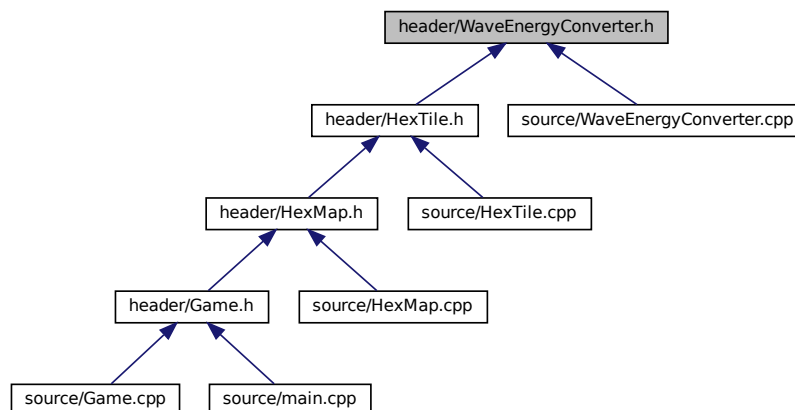 header/WaveEnergyConverter.h
header/HexTile.h
source/WaveEnergyConverter.cpp
header/HexMap.h
source/HexTile.cpp
header/Game.h
source/HexMap.cpp
source/Game.cpp
source/main.cpp